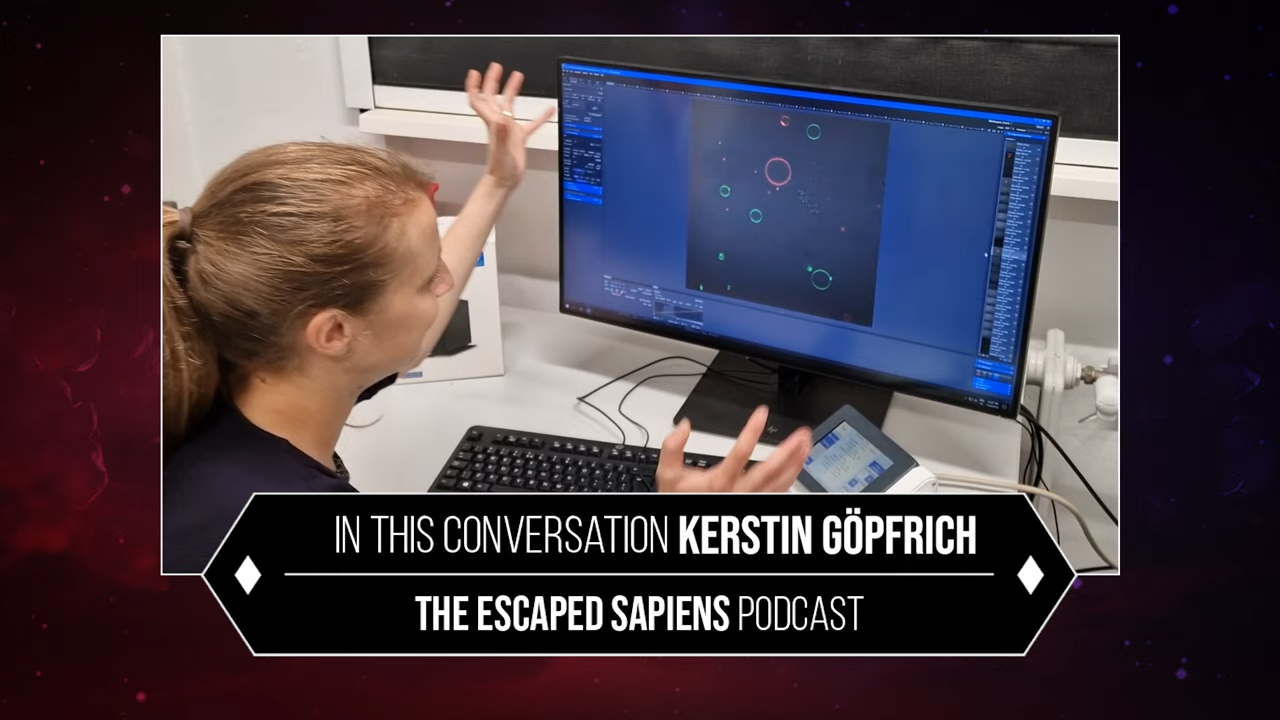 IN THIS CONVERSATION KERSTIN GÖPFRICH
THE ESCAPED SAPIENS PODCAST